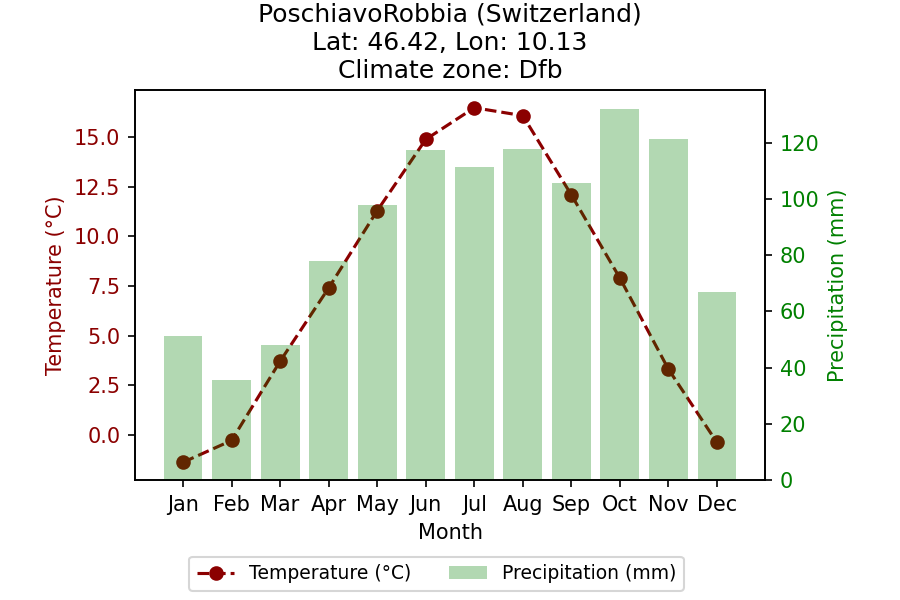 PoschiavoRobbia (Switzerland)
Lat: 46.42, Lon: 10.13
Climate zone: Dfb
15.0
12.5
10.0
7.5
5.0
2.5
0.0
Temperature (°C)
120
100
80
60
40
20
0
Precipitation (mm)
Jan Feb Mar Apr May Jun Jul Aug Sep Oct Nov Dec
Month
Temperature (°C) Precipitation (mm)